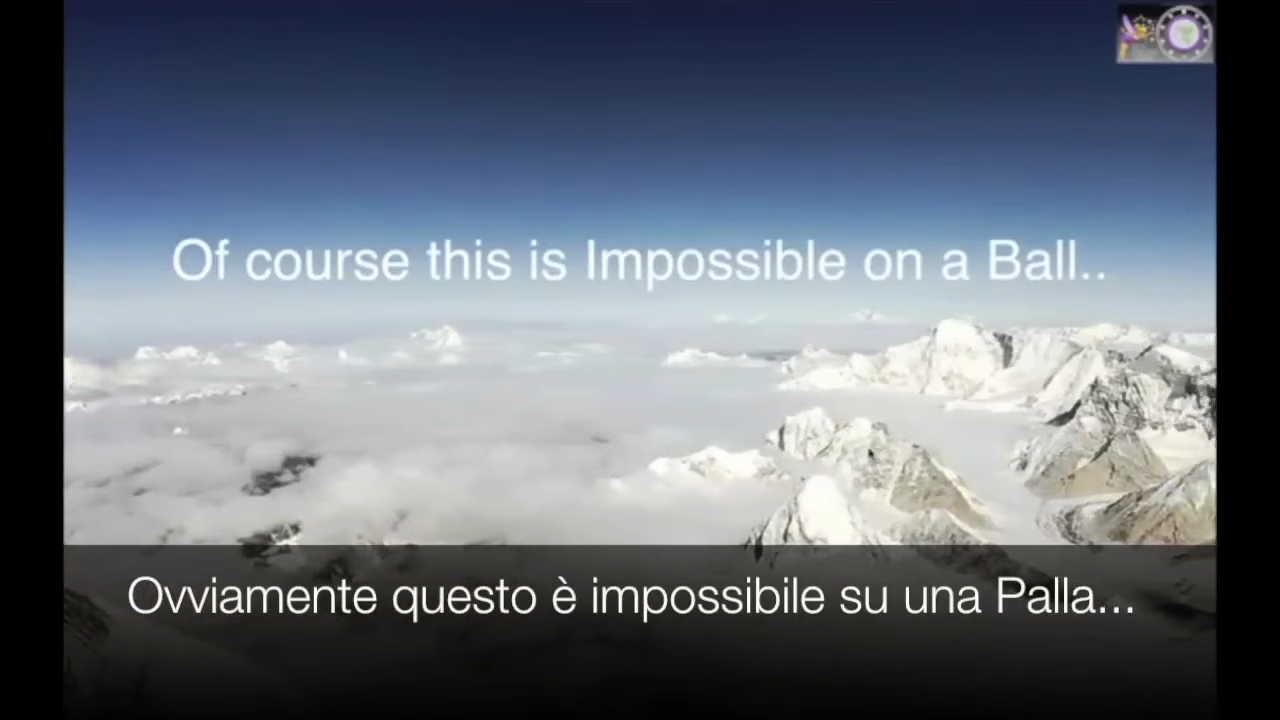 Of course this is Impossible on a Ball..
Ovviamente questo è impossibile su una Palla...